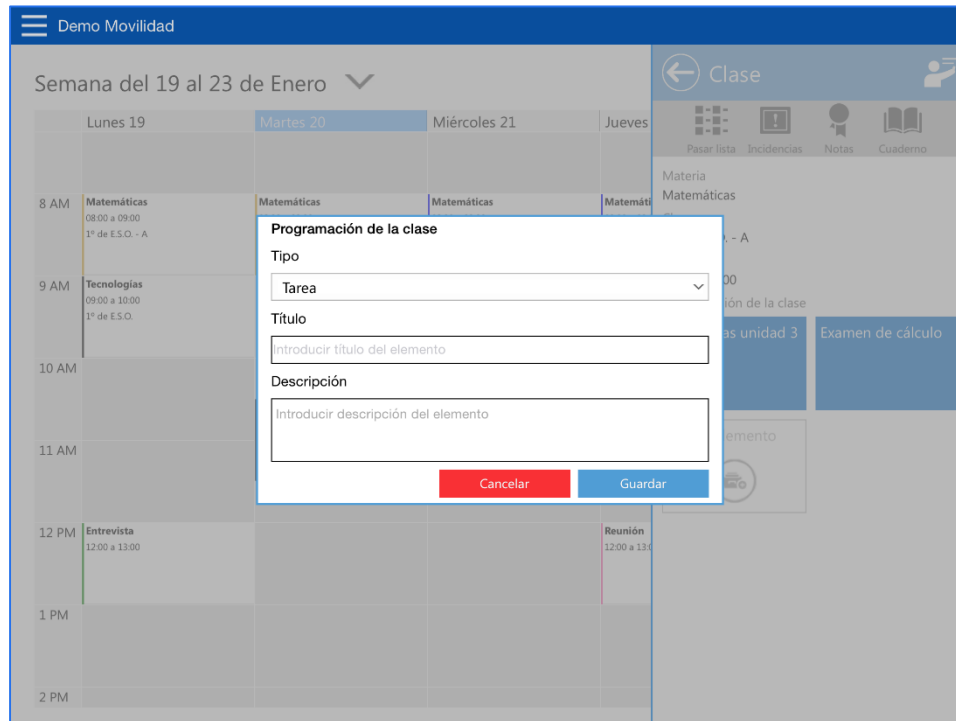 Demo Movilidad
Semana del 19 al 23 de Enero
Clase
Lunes 19
Martes 20
Miércoles 21
Jueves
Pasar lista
Incidencias
Notas
Cuaderno
Materia
Matemáticas
8 AM
Matemáticas
08:00 a 09:00
1º de E.S.O. - A
Matemáticas
Matemáticas
Matemáti
. - A
00
ión de la clase
Programación de la clase
Tipo
Tarea
Título
Introducir título del elemento
Descripción
Introducir descripción del elemento
Cancelar
Guardar
9 AM
Tecnologías
09:00 a 10:00
1º de E.S.O.
as unidad 3
Examen de cálculo
10 AM
11 AM
emento
12 PM
Entrevista
12:00 a 13:00
Reunión
12:00 a 13:0
1 PM
2 PM